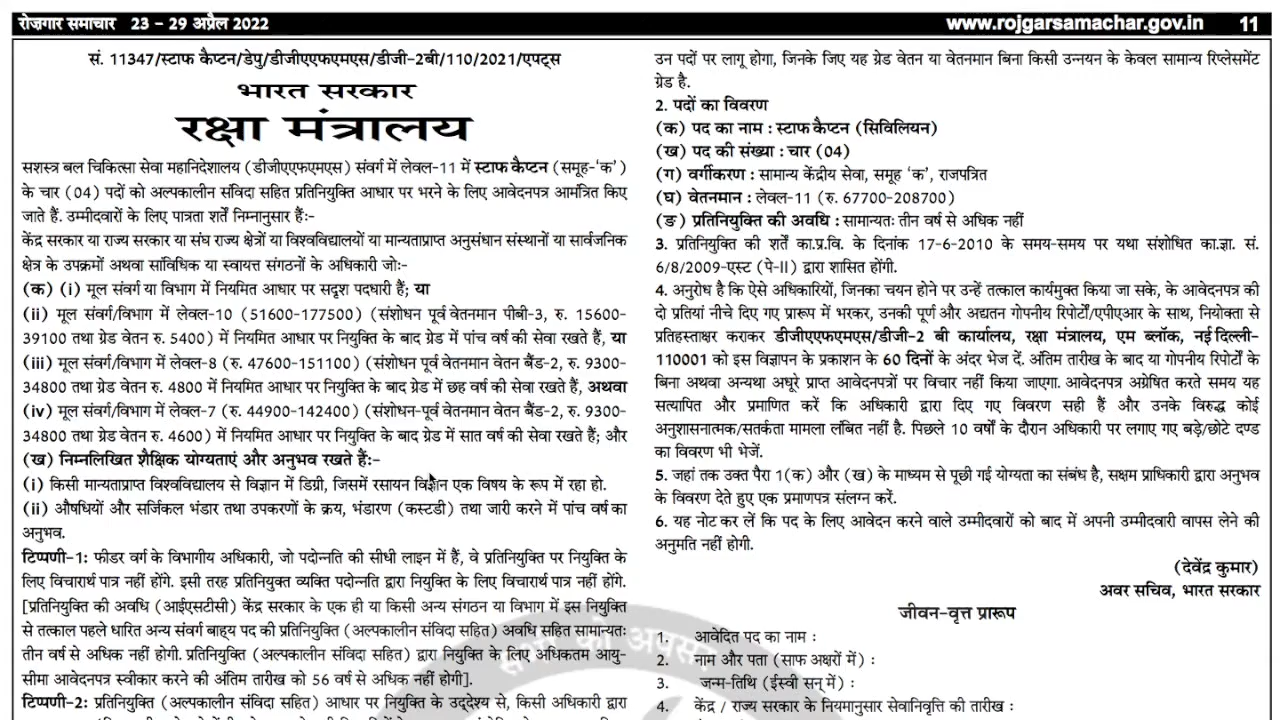 रोज़गार समाचार 23 - 29 अप्रैल 2022
www.rojgarsamachar.gov.in 11
सं. 11347/स्टाफ कैप्टन/डेपु/डीजीएएफएमएस/डीजी-2बी/110/2021/एपट्स
भारत सरकार
रक्षा मंत्रालय
सशस्त्र बल चिकित्सा सेवा महानिदेशालय (डीजीएएफएमएस) संवर्ग में लेवल-11 में स्टाफ कैप्टन (समूह-‘क’)
के चार (04) पदों को अल्पकालीन संविदा सहित प्रतिनियुक्ति आधार पर भरने के लिए आवेदनपत्र आमंत्रित किए
जाते हैं. उम्मीदवारों के लिए पात्रता शर्तें निम्नानुसार हैं:-
केंद्र सरकार या राज्य सरकार या संघ राज्य क्षेत्रों या विश्वविद्यालयों या मान्यताप्राप्त अनुसंधान संस्थानों या सार्वजनिक
क्षेत्र के उपक्रमों अथवा सांविधिक या स्वायत्त संगठनों के अधिकारी जो:-
(क) (i) मूल संवर्ग या विभाग में नियमित आधार पर सदृश पदधारी हैं; या
(ii) मूल संवर्ग/विभाग में लेवल-10 (51600-177500) (संशोधन पूर्व वेतनमान पीबी-3, रु. 15600-
39100 तथा ग्रेड वेतन रु. 5400) में नियमित आधार पर नियुक्ति के बाद ग्रेड में पांच वर्ष की सेवा रखते हैं, या
(iii) मूल संवर्ग/विभाग में लेवल-8 (रु. 47600-151100) (संशोधन पूर्व वेतनमान वेतन बैंड-2, रु. 9300-
34800 तथा ग्रेड वेतन रु. 4800 में नियमित आधार पर नियुक्ति के बाद ग्रेड में छह वर्ष की सेवा रखते हैं, अथवा
(iv) मूल संवर्ग/विभाग में लेवल-7 (रु. 44900-142400) (संशोधन-पूर्व वेतनमान वेतन बैंड-2, रु. 9300-
34800 तथा ग्रेड वेतन रु. 4600) में नियमित आधार पर नियुक्ति के बाद ग्रेड में सात वर्ष की सेवा रखते हैं; और
(ख) निम्नलिखित शैक्षिक योग्यताएं और अनुभव रखते हैं:-
(i) किसी मान्यताप्राप्त विश्वविद्यालय से विज्ञान में डिग्री, जिसमें रसायन विज्ञान एक विषय के रूप में रहा हो.
(ii) औषधियों और सर्जिकल भंडार तथा उपकरणों के क्रय, भंडारण (कस्टडी) तथा जारी करने में पांच वर्ष का
अनुभव.
टिप्पणी-1: फीडर वर्ग के विभागीय अधिकारी, जो पदोन्नति की सीधी लाइन में हैं, वे प्रतिनियुक्ति पर नियुक्ति के
लिए विचारार्थ पात्र नहीं होंगे. इसी तरह प्रतिनियुक्त व्यक्ति पदोन्नति द्वारा नियुक्ति के लिए विचारार्थ पात्र नहीं होंगे.
[प्रतिनियुक्ति की अवधि (आईएसटीसी) केंद्र सरकार के एक ही या किसी अन्य संगठन या विभाग में इस नियुक्ति
से तत्काल पहले धारित अन्य संवर्ग बाह्य पद की प्रतिनियुक्ति (अल्पकालीन संविदा सहित) अवधि सहित सामान्यतः
तीन वर्ष से अधिक नहीं होगी. प्रतिनियुक्ति (अल्पकालीन संविदा सहित) द्वारा नियुक्ति के लिए अधिकतम आयु-
सीमा आवेदनपत्र स्वीकार करने की अंतिम तारीख को 56 वर्ष से अधिक नहीं होगी].
टिप्पणी-2: प्रतिनियुक्ति (अल्पकालीन संविदा सहित) आधार पर नियुक्ति के उद्देश्य से, किसी अधिकारी द्वारा
उन पदों पर लागू होगा, जिनके लिए यह ग्रेड वेतन या वेतनमान बिना किसी उन्नयन के केवल सामान्य रिप्लेसमेंट
ग्रेड है.
2. पदों का विवरण
(क) पद का नाम : स्टाफ कैप्टन (सिविलियन)
(ख) पद की संख्या : चार (04)
(ग) वर्गीकरण : सामान्य केंद्रीय सेवा, समूह ‘क’, राजपत्रित
(घ) वेतनमान : लेवल-11 (रु. 67700-208700)
(ङ) प्रतिनियुक्ति की अवधि : सामान्यतः तीन वर्ष से अधिक नहीं
3. प्रतिनियुक्ति की शर्तें का.प्र.वि. के दिनांक 17-6-2010 के समय-समय पर यथा संशोधित का.ज्ञा. सं.
6/8/2009-एस्ट (पे-II) द्वारा शासित होंगी.
4. अनुरोध है कि ऐसे अधिकारियों, जिनका चयन होने पर उन्हें तत्काल कार्यमुक्त किया जा सके, के आवेदनपत्र की
दो प्रतियां नीचे दिए गए प्रारूप में भरकर, उनकी पूर्ण और अद्यतन गोपनीय रिपोर्टों/एपीएआर के साथ, नियोक्ता से
प्रतिहस्ताक्षर कराकर डीजीएएफएमएस/डीजी-2 बी कार्यालय, रक्षा मंत्रालय, एम ब्लॉक, नई दिल्ली-
110001 को इस विज्ञापन के प्रकाशन के 60 दिनों के अंदर भेज दें. अंतिम तारीख के बाद या गोपनीय रिपोर्टों के
बिना अथवा अन्यथा अधूरे प्राप्त आवेदनपत्रों पर विचार नहीं किया जाएगा. आवेदनपत्र अग्रेषित करते समय यह
सत्यापित और प्रमाणित करें कि अधिकारी द्वारा दिए गए विवरण सही हैं और उनके विरुद्ध कोई
अनुशासनात्मक/सतर्कता मामला लंबित नहीं है. पिछले 10 वर्षों के दौरान अधिकारी पर लगाए गए बड़े/छोटे दण्ड
का विवरण भी भेजें.
5. जहां तक उक्त पैरा 1(क) और (ख) के माध्यम से पूछी गई योग्यता का संबंध है, सक्षम प्राधिकारी द्वारा अनुभव
के विवरण देते हुए एक प्रमाणपत्र संलग्न करें.
6. यह नोट कर लें कि पद के लिए आवेदन करने वाले उम्मीदवारों को बाद में अपनी उम्मीदवारी वापस लेने की
अनुमति नहीं होगी.
(देवेंद्र कुमार)
अवर सचिव, भारत सरकार
जीवन-वृत्त प्रारूप
1. आवेदित पद का नाम :
2. नाम और पता (साफ अक्षरों में) :
3. जन्म-तिथि (ईस्वी सन् में) :
4. केंद्र / राज्य सरकार के नियमानुसार सेवानिवृत्ति की तारीख :